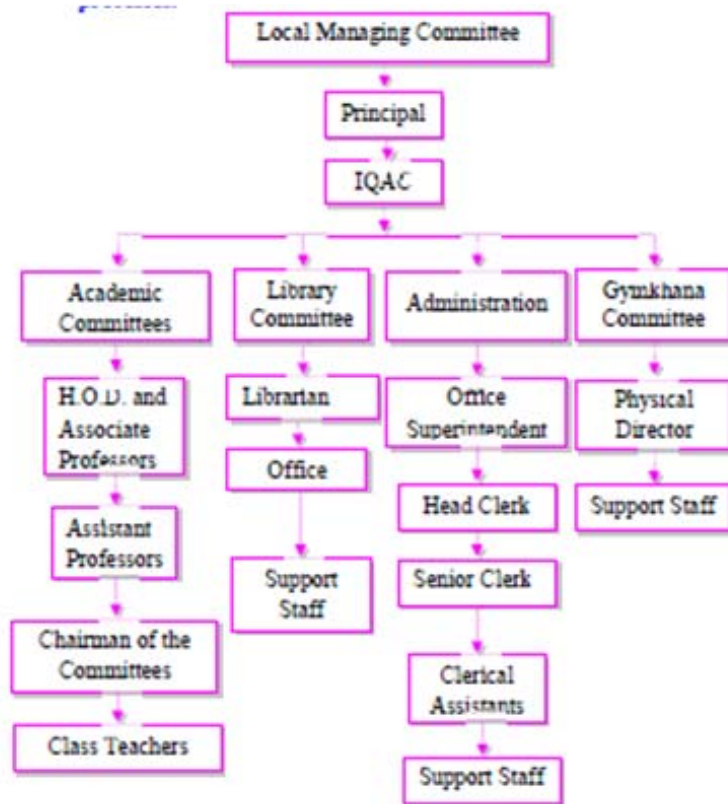 Local Managing Committee
Principal
IQAC
Academic
Committees
Library
Committee
Administration
Gymkhana
Committee
H.O.D. and
Associate
Professors
Librarian
Office
Superintendent
Physical
Director
Office
Assistant
Professors
Head Clerk
Support Staff
Support
Staff
Senior Clerk
Chairman of the
Committees
Clerical
Assistants
Class Teachers
Support Staff